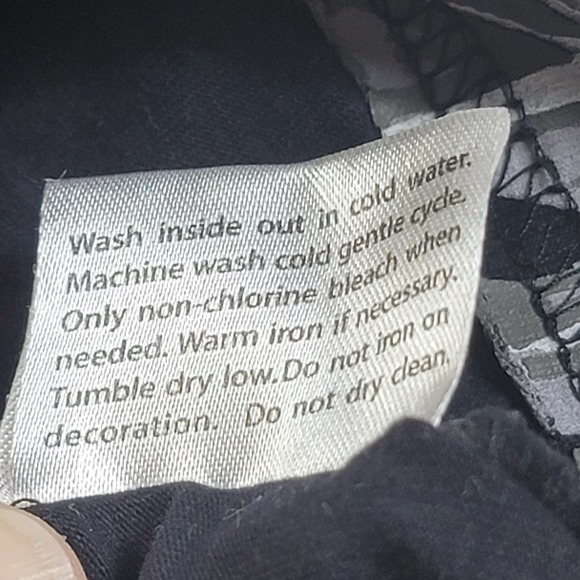 Wash inside out in cold water.
Machine wash cold gentle cycle.
Only non-chlorine bleach when
needed. Warm iron if necessary.
Tumble dry low.Do not iron on
decoration. Do not dry clean.